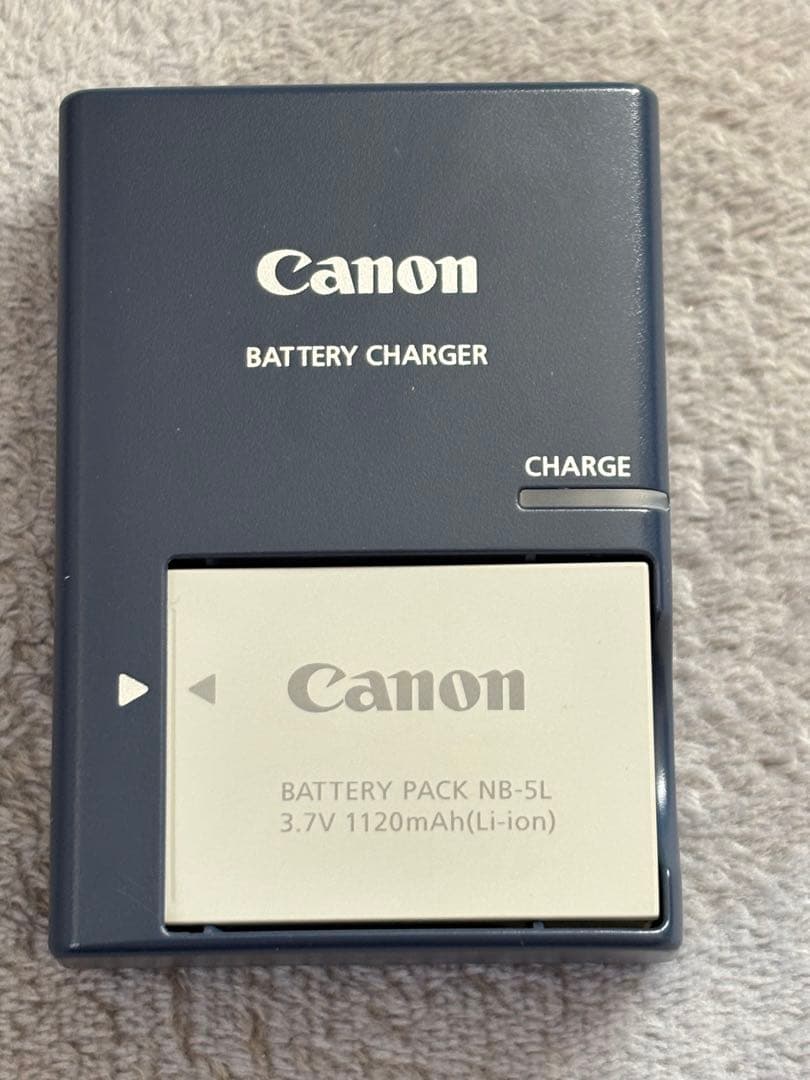 Canon
BATTERY CHARGER
CHARGE
Canon
BATTERY PACK NB-5L
3.7V 1120mAh(Li-ion)